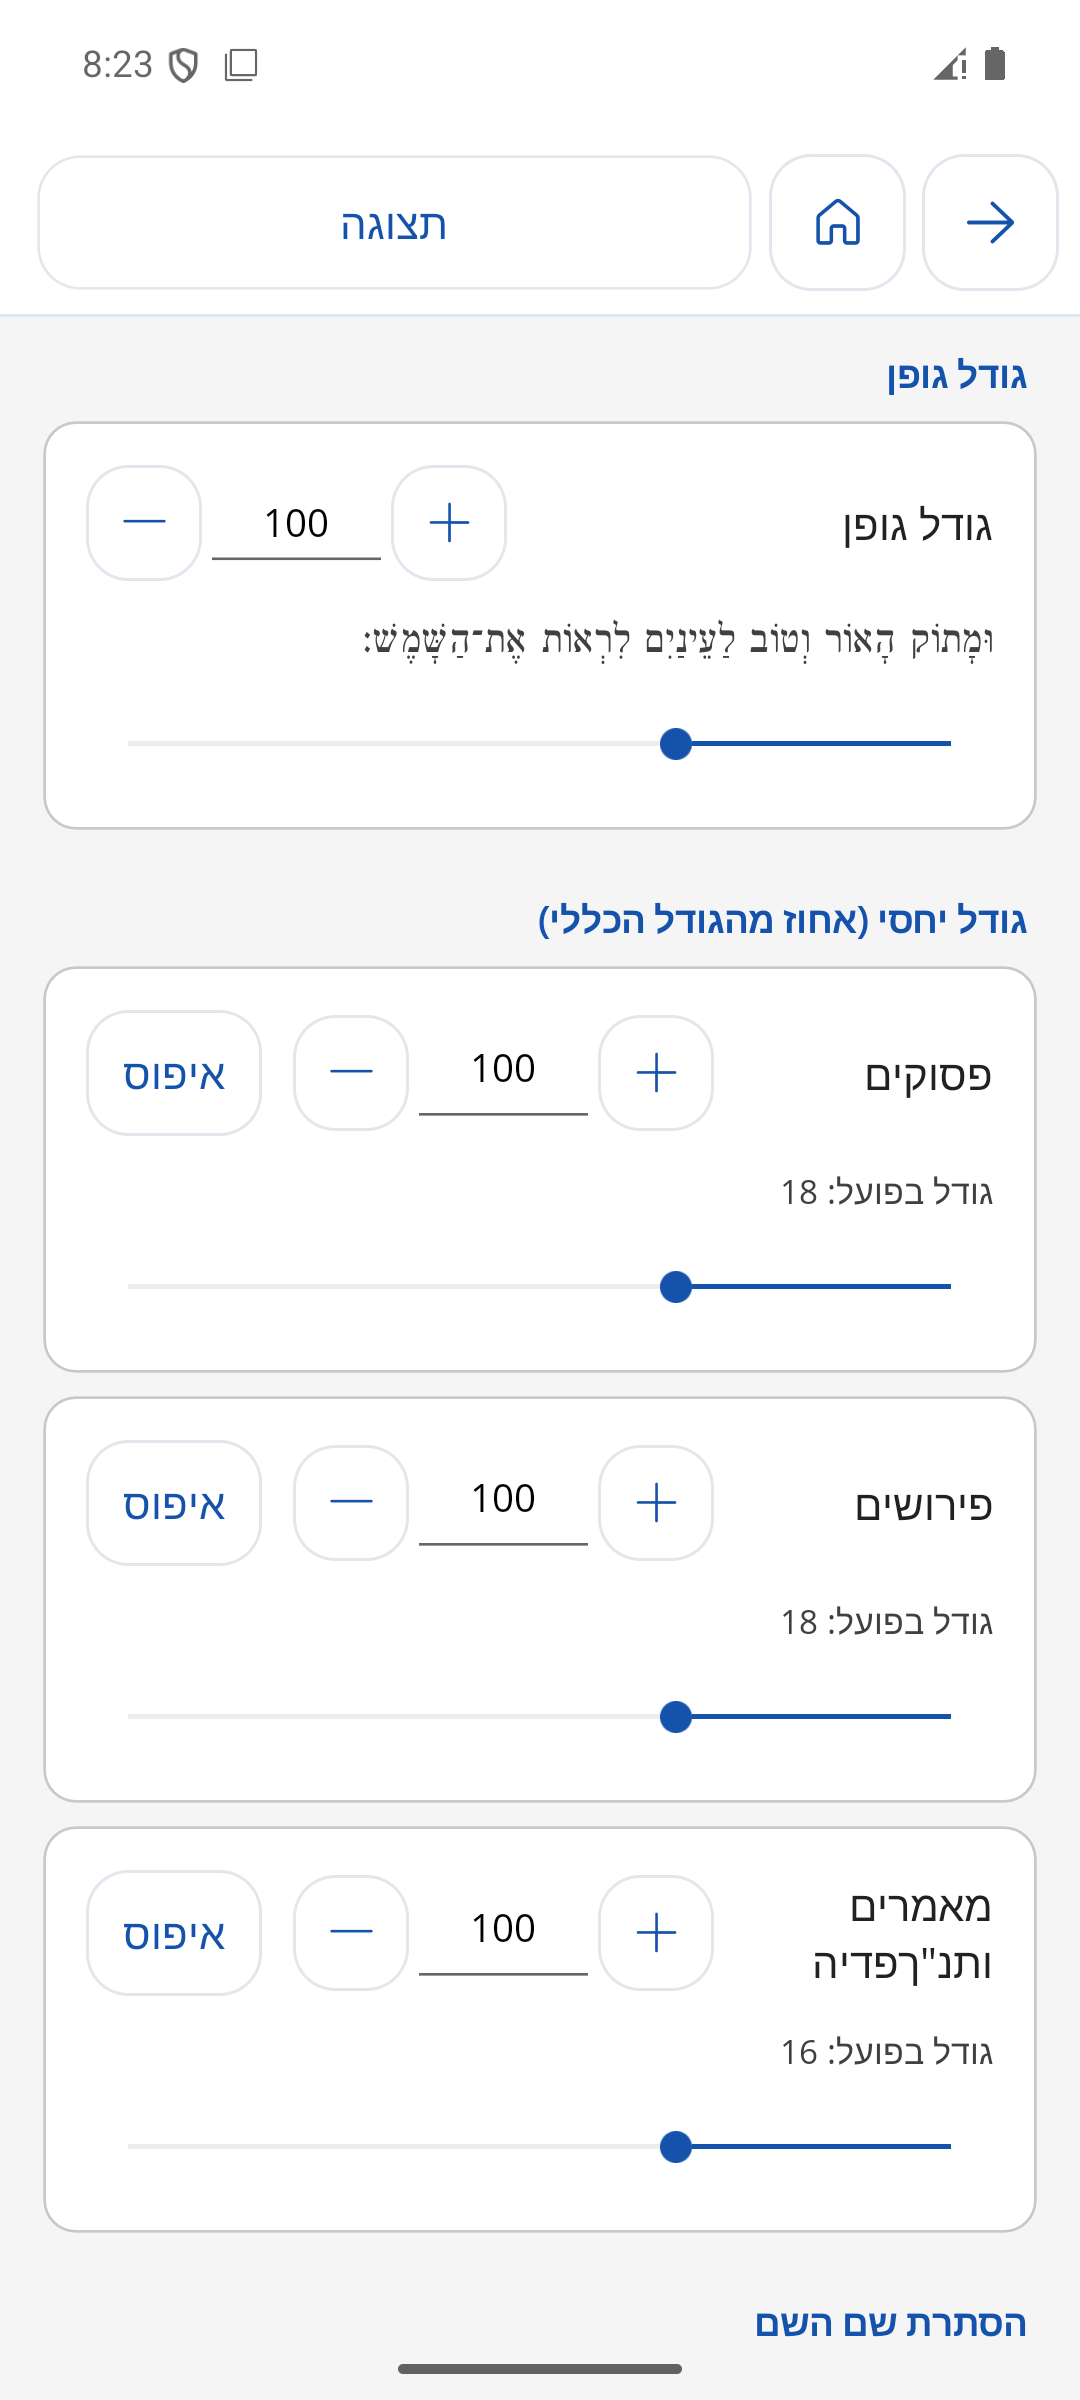 8:23
תצוגה
גודל גופן
גודל גופן
100
וּמָתוֹק הָאוֹר וְטוֹב לַעֵינַיִם לִרְאוֹת אֶת־הַשָּׁמֶשׁ:
גודל יחסי (אחוז מהגודל הכללי)
פסוקים
100
איפוס
גודל בפועל: 18
פירושים
100
איפוס
גודל בפועל: 18
מאמרים
ותנ"ךפדיה
100
איפוס
גודל בפועל: 16
הסתרת שם השם